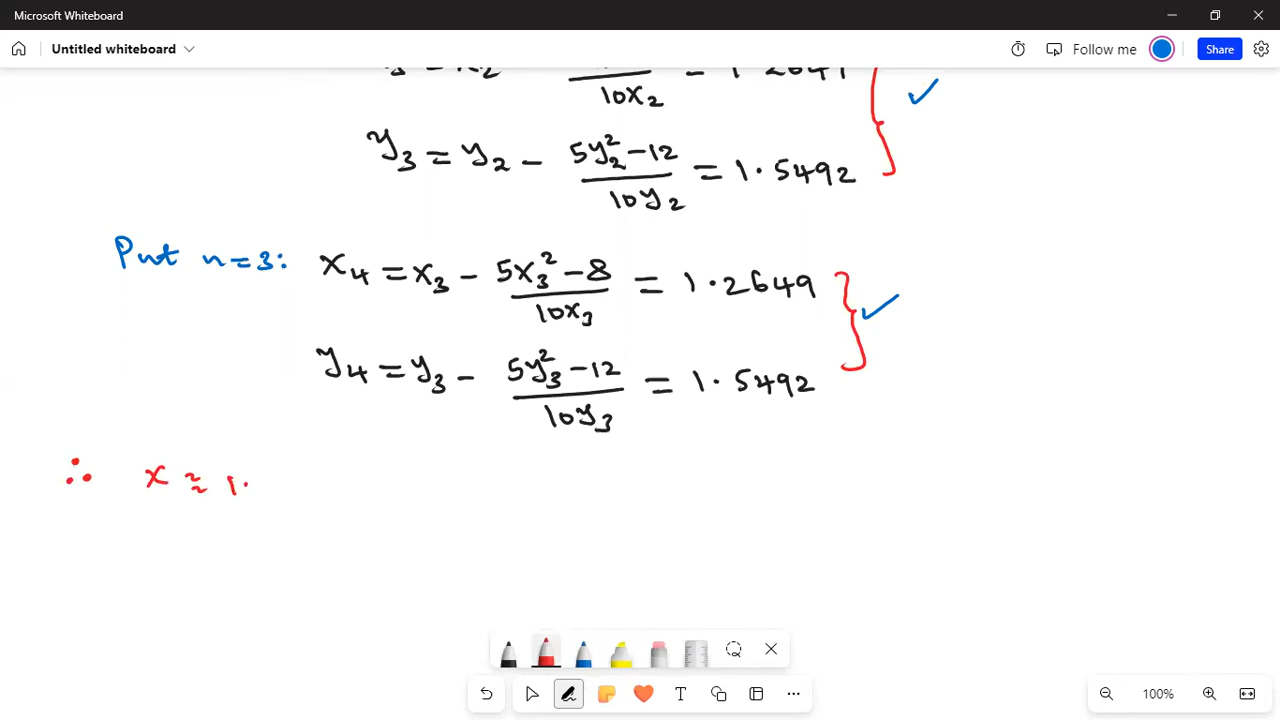 Microsoft Whiteboard
Untitled whiteboard
Follow me
Share
10x₂
y₃ = y₂ - (5y₂² - 12)/(10y₂) = 1.5492
Put n=3: x₄ = x₃ - (5x₃² - 8)/(10x₃) = 1.2649
y₄ = y₃ - (5y₃² - 12)/(10y₃) = 1.5492
∴ x ≈ 1.
100%